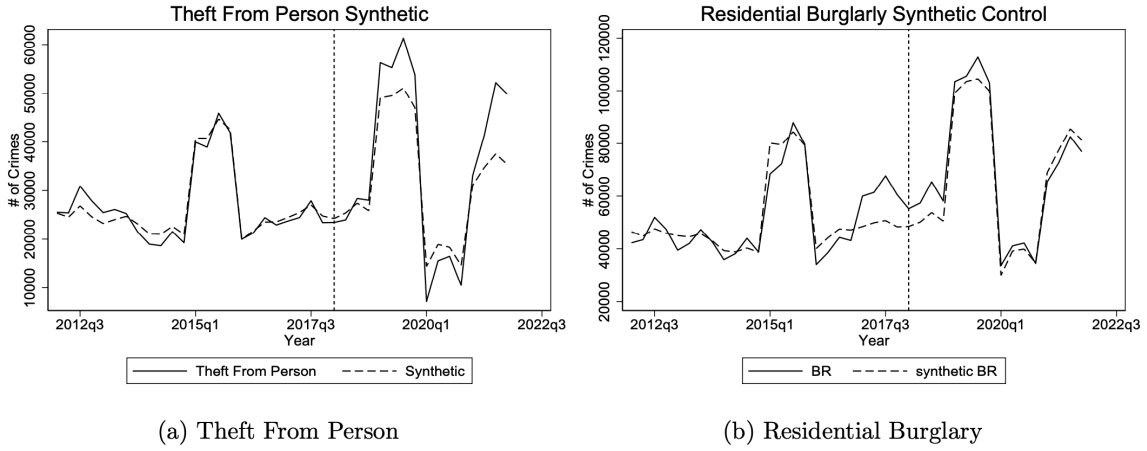 Theft From Person Synthetic
# of Crimes
60000
50000
40000
30000
20000
10000
2012q3 2015q1 2017q3 2020q1 2022q3
Year
Theft From Person Synthetic
(a) Theft From Person
Residential Burglarly Synthetic Control
# of Crimes
120000
100000
80000
60000
40000
20000
2012q3 2015q1 2017q3 2020q1 2022q3
Year
BR synthetic BR
(b) Residential Burglary